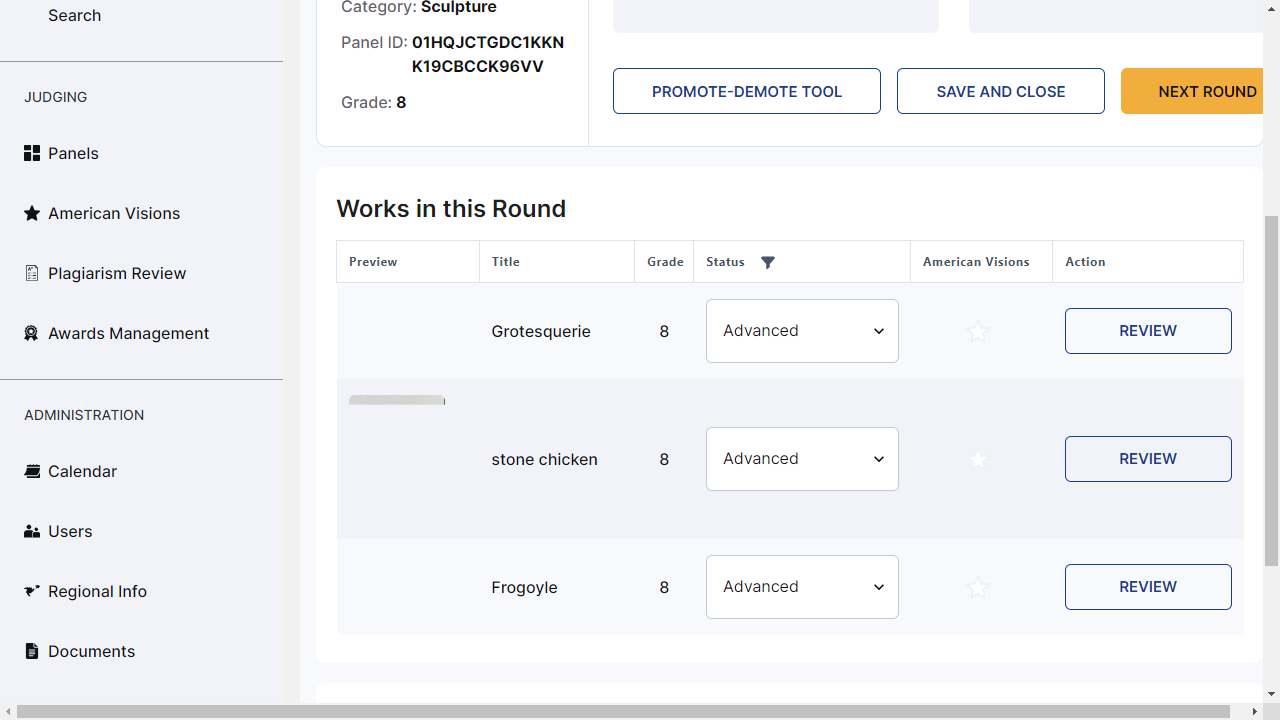 Search
JUDGING
Panels
American Visions
Plagiarism Review
Awards Management
ADMINISTRATION
Calendar
Users
Regional Info
Documents
Category: Sculpture
Panel ID: 01HQJCTGDC1KKN
K19CBCCK96VV
Grade: 8
PROMOTE-DEMOTE TOOL SAVE AND CLOSE NEXT ROUND
Works in this Round
Preview Title Grade Status American Visions Action
Grotesquerie 8 Advanced REVIEW
stone chicken 8 Advanced REVIEW
Frogoyle 8 Advanced REVIEW